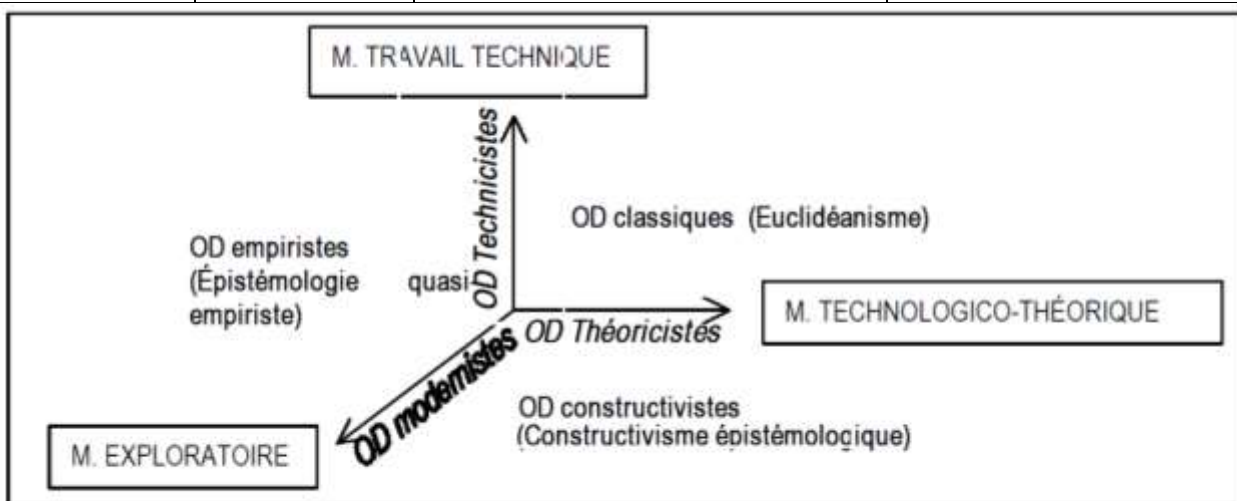 M. TRAVAIL TECHNIQUE
OD Technicistes
OD classiques (Euclidéanisme)
OD empiristes
(Épistémologie quasi-
empiriste)
M. TECHNOLOGICO-THÉORIQUE
OD Théoricistes
OD modernistes
OD constructivistes
(Constructivisme épistémologique)
M. EXPLORATOIRE